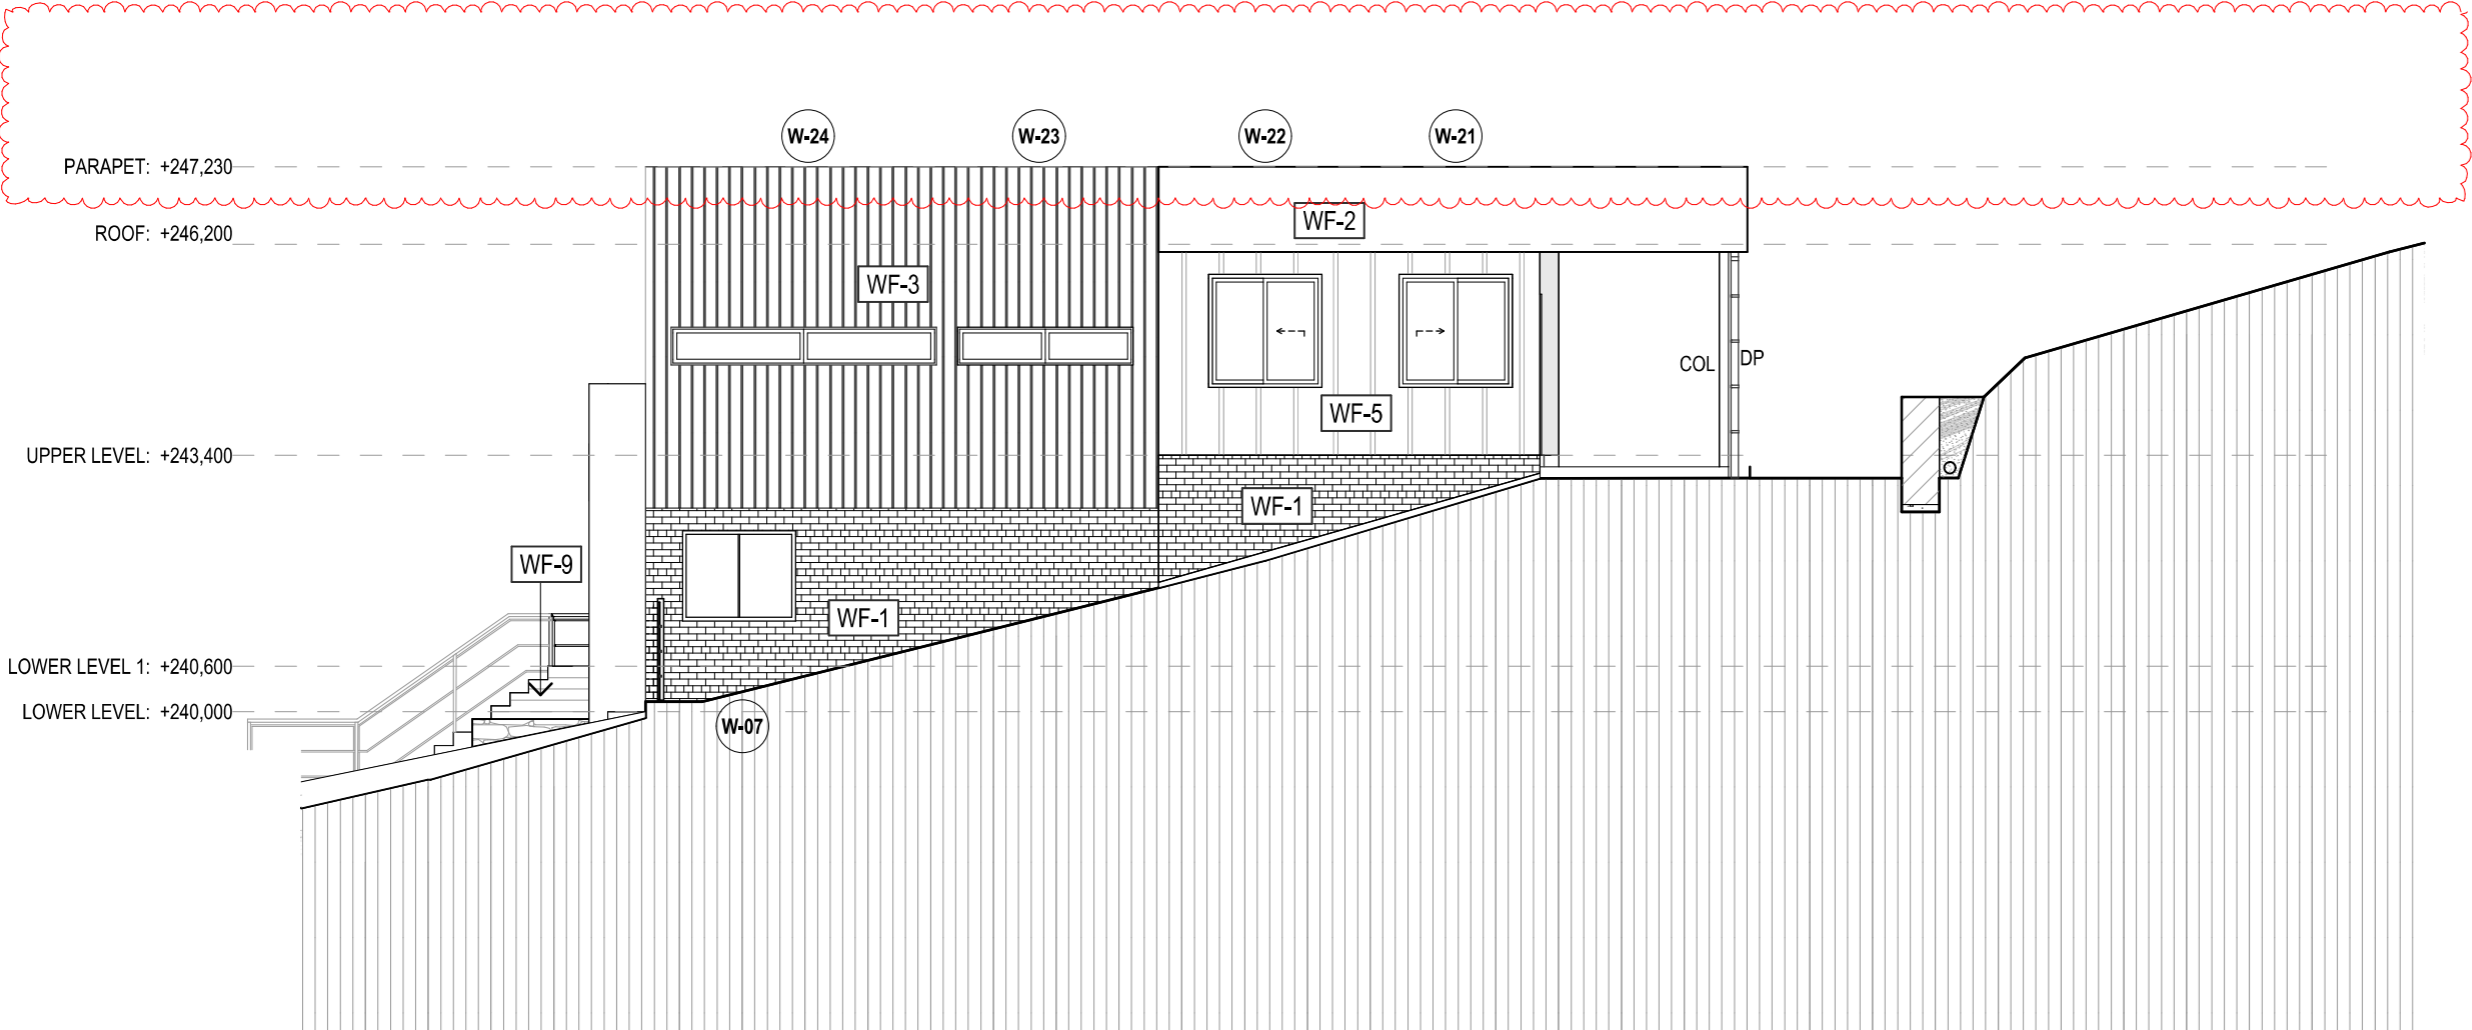 W-24
W-23
W-22
W-21
PARAPET: +247,230
WF-2
ROOF: +246,200
WF-3
COL
DP
WF-5
UPPER LEVEL: +243,400
WF-1
WF-9
WF-1
LOWER LEVEL 1: +240,600
LOWER LEVEL: +240,000
W-07